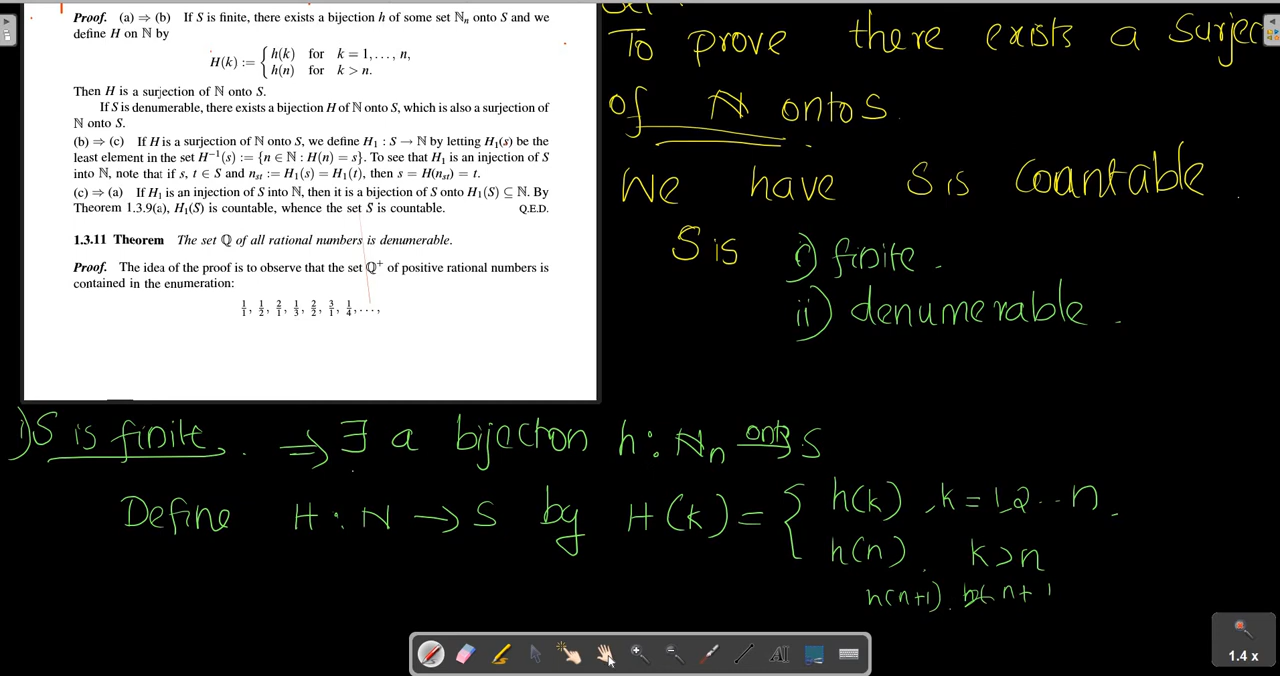 Proof. (a) ⇒ (b) If S is finite, there exists a bijection h of some set ℕₙ onto S and we
define H on ℕ by
H(k) := { h(k) for k = 1, . . . , n,
h(n) for k > n.
Then H is a surjection of ℕ onto S.
If S is denumerable, there exists a bijection H of ℕ onto S, which is also a surjection of
ℕ onto S.
(b) ⇒ (c) If H is a surjection of ℕ onto S, we define H₁ : S → ℕ by letting H₁(s) be the
least element in the set H⁻¹(s) := {n ∈ ℕ : H(n) = s}. To see that H₁ is an injection of S
into ℕ, note that if s, t ∈ S and nₛₜ := H₁(s) = H₁(t), then s = H(nₛₜ) = t.
(c) ⇒ (a) If H₁ is an injection of S into ℕ, then it is a bijection of S onto H₁(S) ⊆ ℕ. By
Theorem 1.3.9(a), H₁(S) is countable, whence the set S is countable. Q.E.D.
1.3.11 Theorem The set ℚ of all rational numbers is denumerable.
Proof. The idea of the proof is to observe that the set ℚ⁺ of positive rational numbers is
contained in the enumeration:
1/1, 1/2, 2/1, 1/3, 2/2, 3/1, 1/4, . . . ,
To prove there exists a Surjec
of ℕ onto S.
We have S is countable.
S is i) finite.
ii) denumerable.
i) S is finite. ⇒ ∃ a bijection h : ℕₙ onto S
Define H : ℕ → S by H(k) = { h(k), k = 1, 2 .. n.
h(n). k > n
h(n+1). n + 1
AI
1.4 x